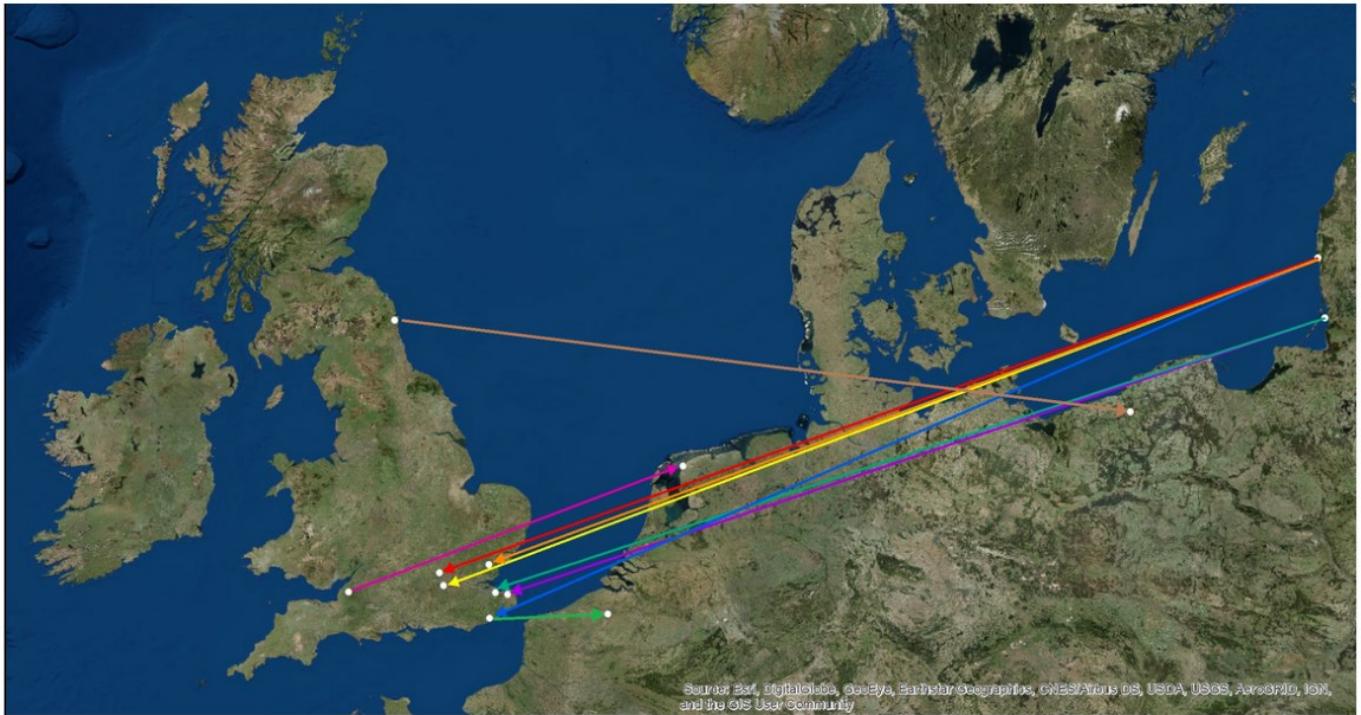 Source: Esri, DigitalGlobe, GeoEye, Earthstar Geographics, CNES/Airbus DS, USDA, USGS, AeroGRID, IGN,
and the GIS User Community